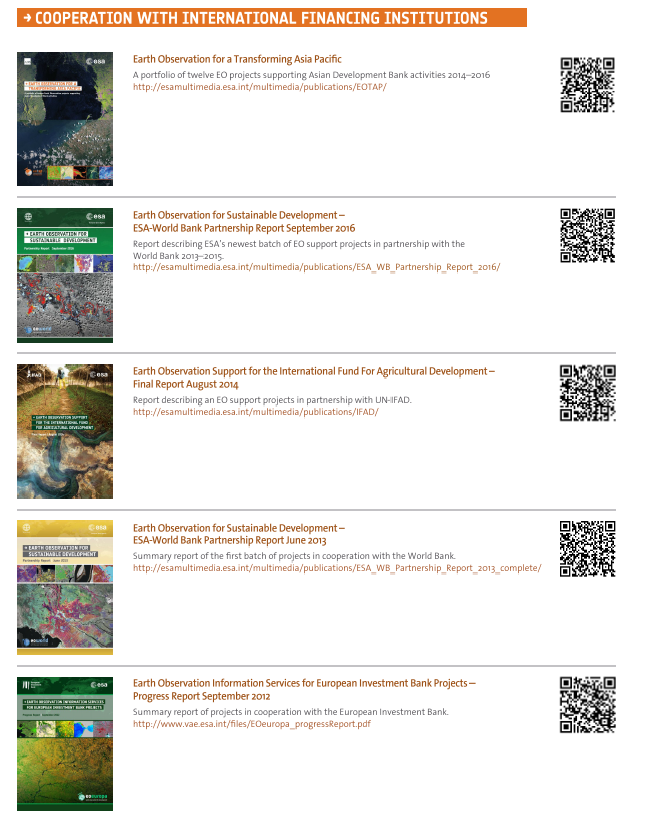 → COOPERATION WITH INTERNATIONAL FINANCING INSTITUTIONS
esa
Earth Observation for a Transforming Asia Pacific
A portfolio of twelve EO projects supporting Asian Development Bank activities 2014–2016
http://esamultimedia.esa.int/multimedia/publications/EOTAP/
esa
→ EARTH OBSERVATION FOR
SUSTAINABLE DEVELOPMENT
Partnership Report September 2016
eoworld
Earth Observation for Sustainable Development –
ESA-World Bank Partnership Report September 2016
Report describing ESA's newest batch of EO support projects in partnership with the
World Bank 2013–2015.
http://esamultimedia.esa.int/multimedia/publications/ESA_WB_Partnership_Report_2016/
IFAD
esa
→ EARTH OBSERVATION SUPPORT
FOR THE INTERNATIONAL FUND
FOR AGRICULTURAL DEVELOPMENT
Earth Observation Support for the International Fund For Agricultural Development –
Final Report August 2014
Report describing an EO support projects in partnership with UN-IFAD.
http://esamultimedia.esa.int/multimedia/publications/IFAD/
esa
→ EARTH OBSERVATION FOR
SUSTAINABLE DEVELOPMENT
Partnership Report June 2013
eoworld
Earth Observation for Sustainable Development –
ESA-World Bank Partnership Report June 2013
Summary report of the first batch of projects in cooperation with the World Bank.
http://esamultimedia.esa.int/multimedia/publications/ESA_WB_Partnership_Report_2013_complete/
esa
→ EARTH OBSERVATION INFORMATION SERVICES
FOR EUROPEAN INVESTMENT BANK PROJECTS
eoeuropa
Earth Observation Information Services for European Investment Bank Projects –
Progress Report September 2012
Summary report of projects in cooperation with the European Investment Bank.
http://www.vae.esa.int/files/EOeuropa_progressReport.pdf